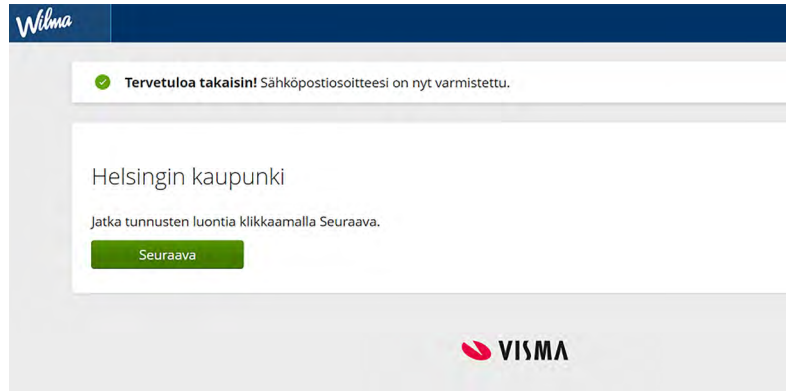 Wilma
Tervetuloa takaisin! Sähköpostiosoitteesi on nyt varmistettu.
Helsingin kaupunki
Jatka tunnusten luontia klikkaamalla Seuraava.
Seuraava
VISMA